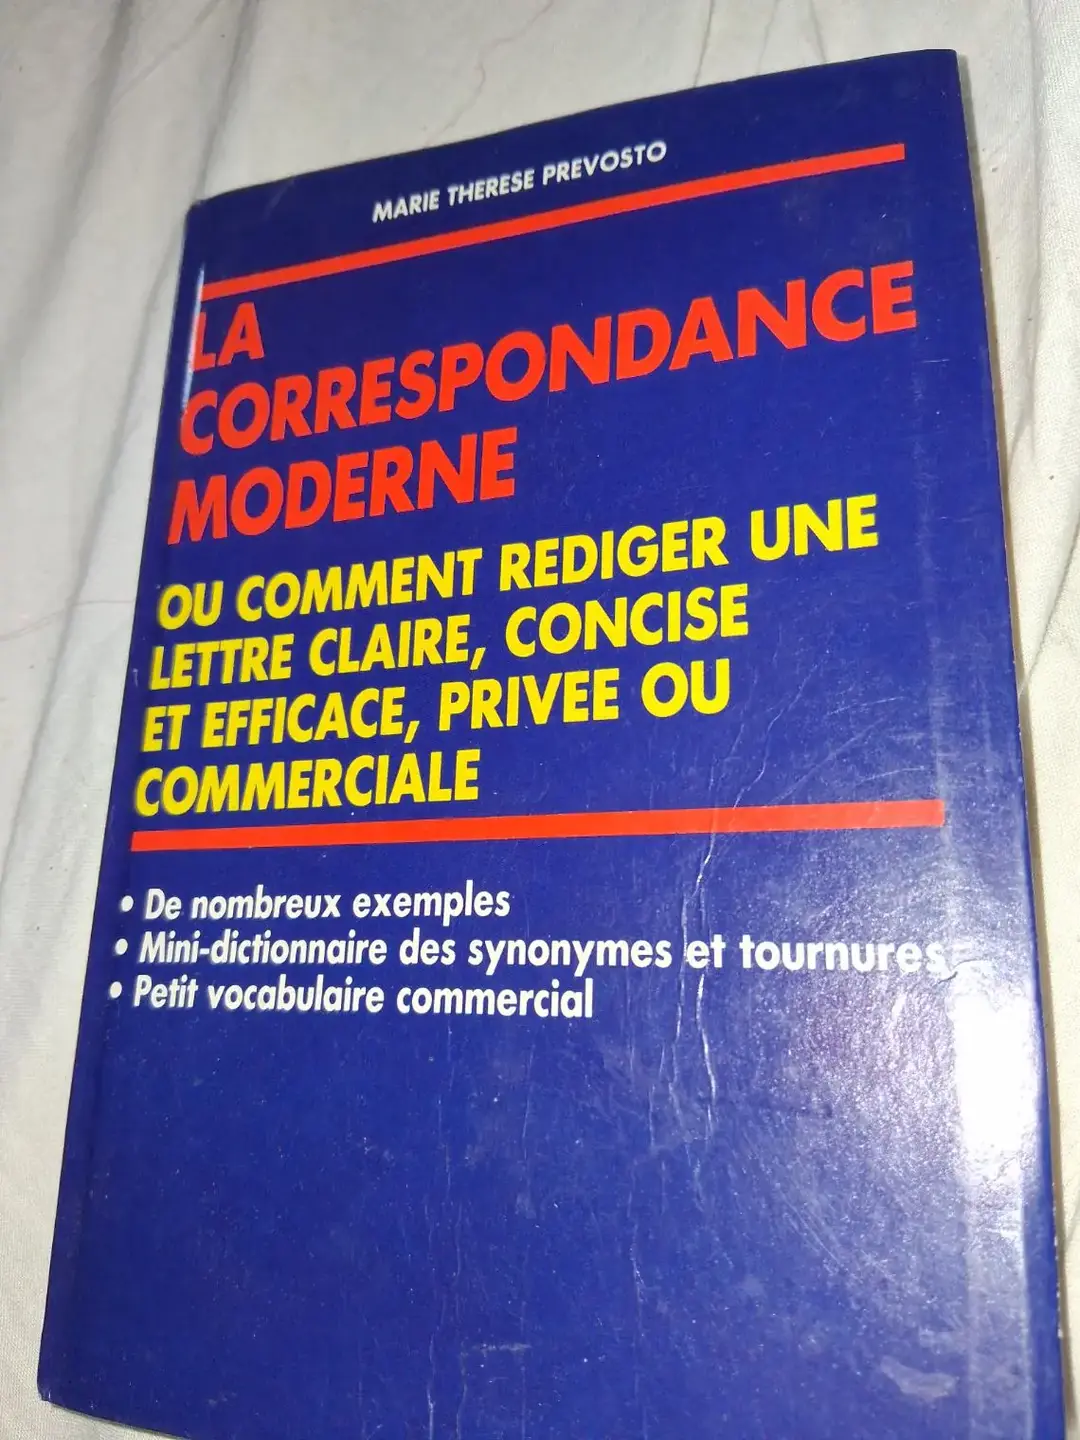 MARIE THERESE PREVOSTO
LA
CORRESPONDANCE
MODERNE
OU COMMENT REDIGER UNE
LETTRE CLAIRE, CONCISE
ET EFFICACE, PRIVEE OU
COMMERCIALE
• De nombreux exemples
• Mini-dictionnaire des synonymes et tournures
• Petit vocabulaire commercial